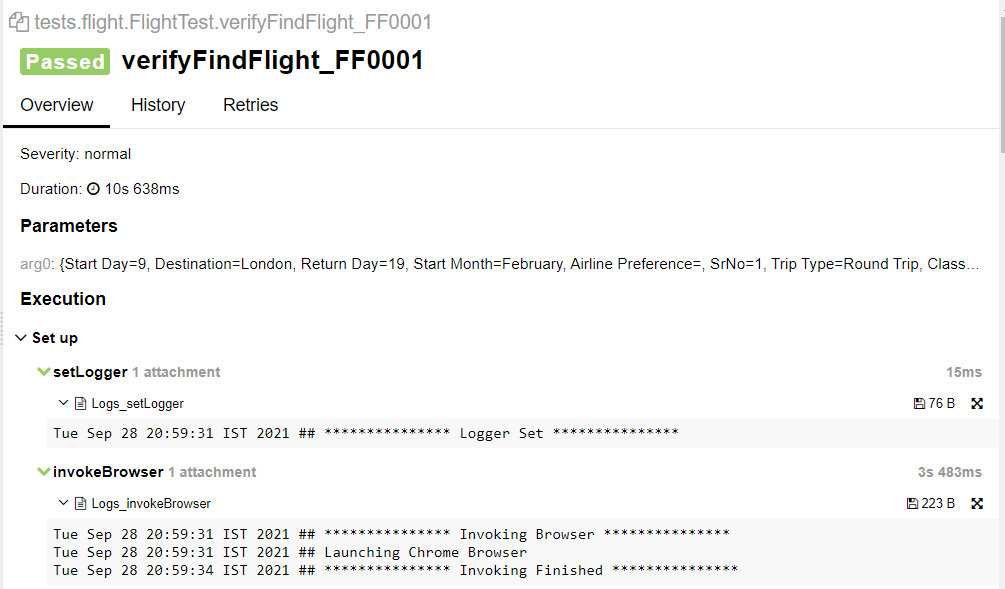 tests.flight.FlightTest.verifyFindFlight_FF0001
Passed verifyFindFlight_FF0001
Overview History Retries
Severity: normal
Duration: 10s 638ms
Parameters
arg0: {Start Day=9, Destination=London, Return Day=19, Start Month=February, Airline Preference=, SrNo=1, Trip Type=Round Trip, Class...
Execution
Set up
setLogger 1 attachment 15ms
Logs_setLogger 76 B
Tue Sep 28 20:59:31 IST 2021 ## *************** Logger Set ***************
invokeBrowser 1 attachment 3s 483ms
Logs_invokeBrowser 223 B
Tue Sep 28 20:59:31 IST 2021 ## *************** Invoking Browser ***************
Tue Sep 28 20:59:31 IST 2021 ## Launching Chrome Browser
Tue Sep 28 20:59:34 IST 2021 ## *************** Invoking Finished ***************